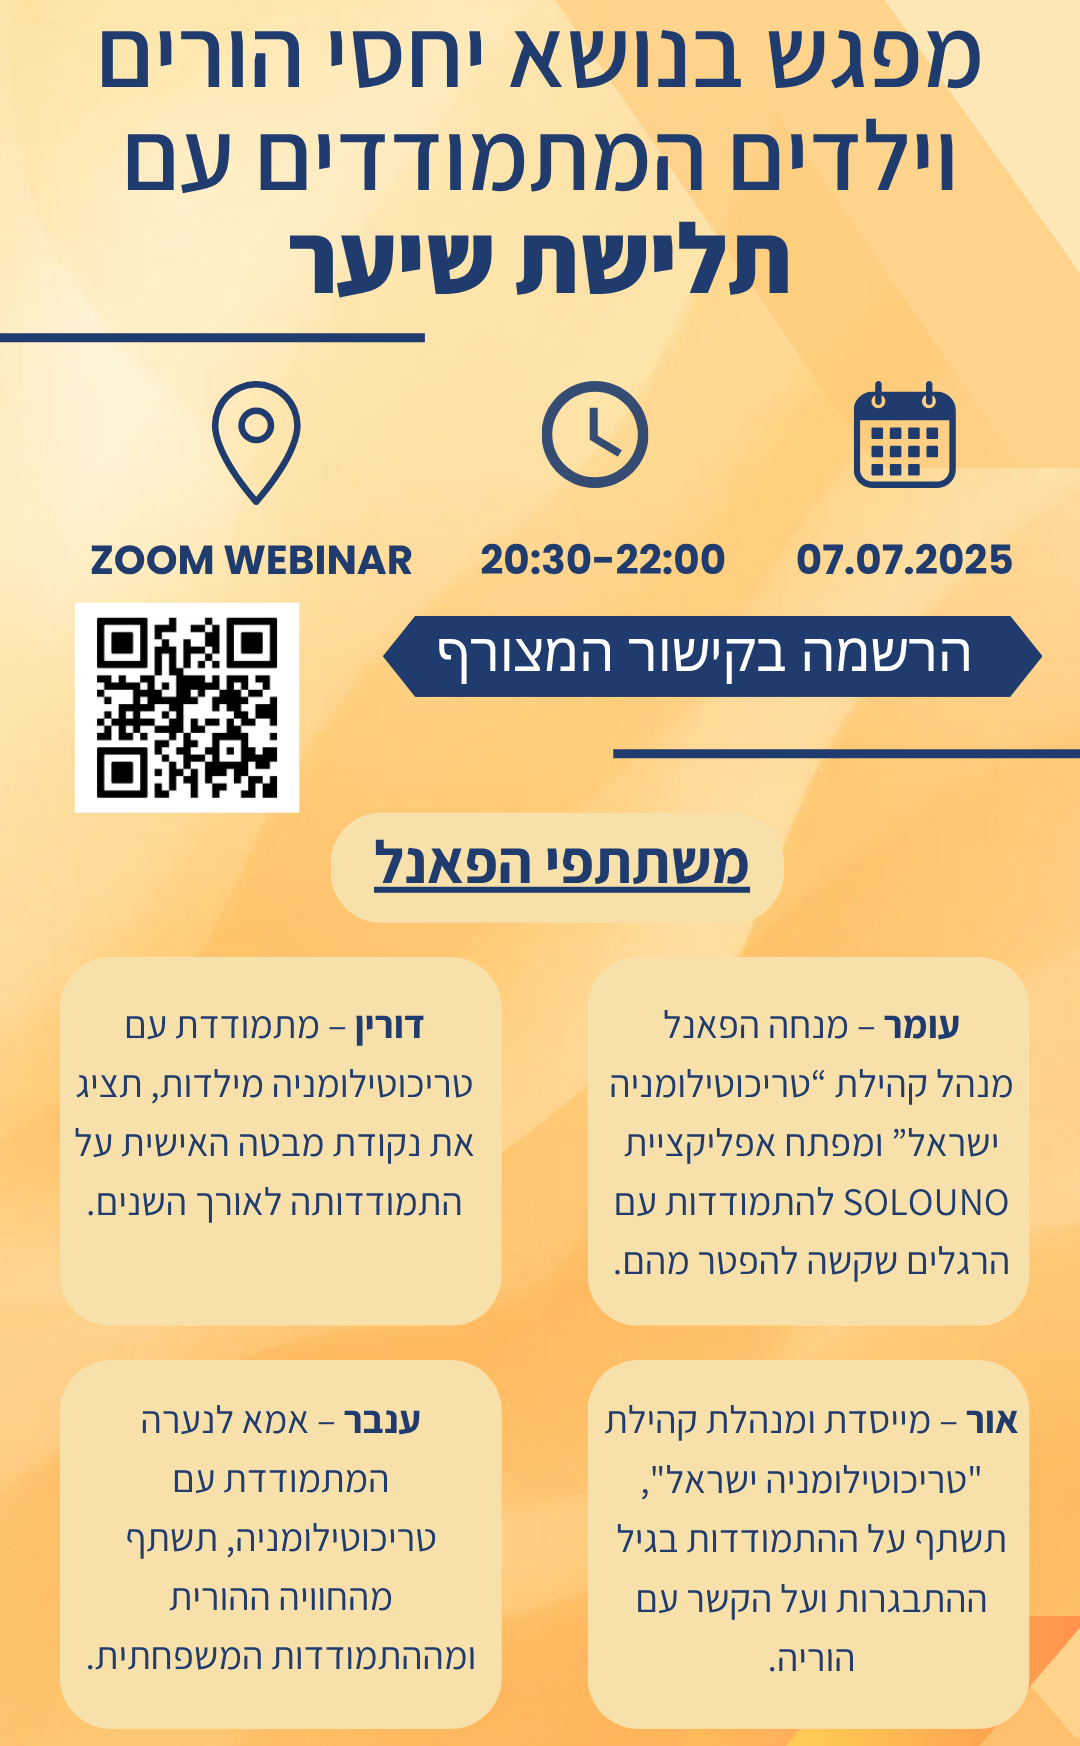 מפגש בנושא יחסי הורים
וילדים המתמודדים עם
תלישת שיער
07.07.2025
20:30-22:00
ZOOM WEBINAR
הרשמה בקישור המצורף
משתתפי הפאנל
עומר – מנחה הפאנל
מנהל קהילת “טריכוטילומניה
ישראל” ומפתח אפליקציית
SOLOUNO להתמודדות עם
הרגלים שקשה להפטר מהם.
דורין – מתמודדת עם
טריכוטילומניה מילדות, תציג
את נקודת מבטה האישית על
התמודדותה לאורך השנים.
אור – מייסדת ומנהלת קהילת
"טריכוטילומניה ישראל",
תשתף על ההתמודדות בגיל
ההתבגרות ועל הקשר עם
הוריה.
ענבר – אמא לנערה
המתמודדת עם
טריכוטילומניה, תשתף
מהחוויה ההורית
ומההתמודדות המשפחתית.